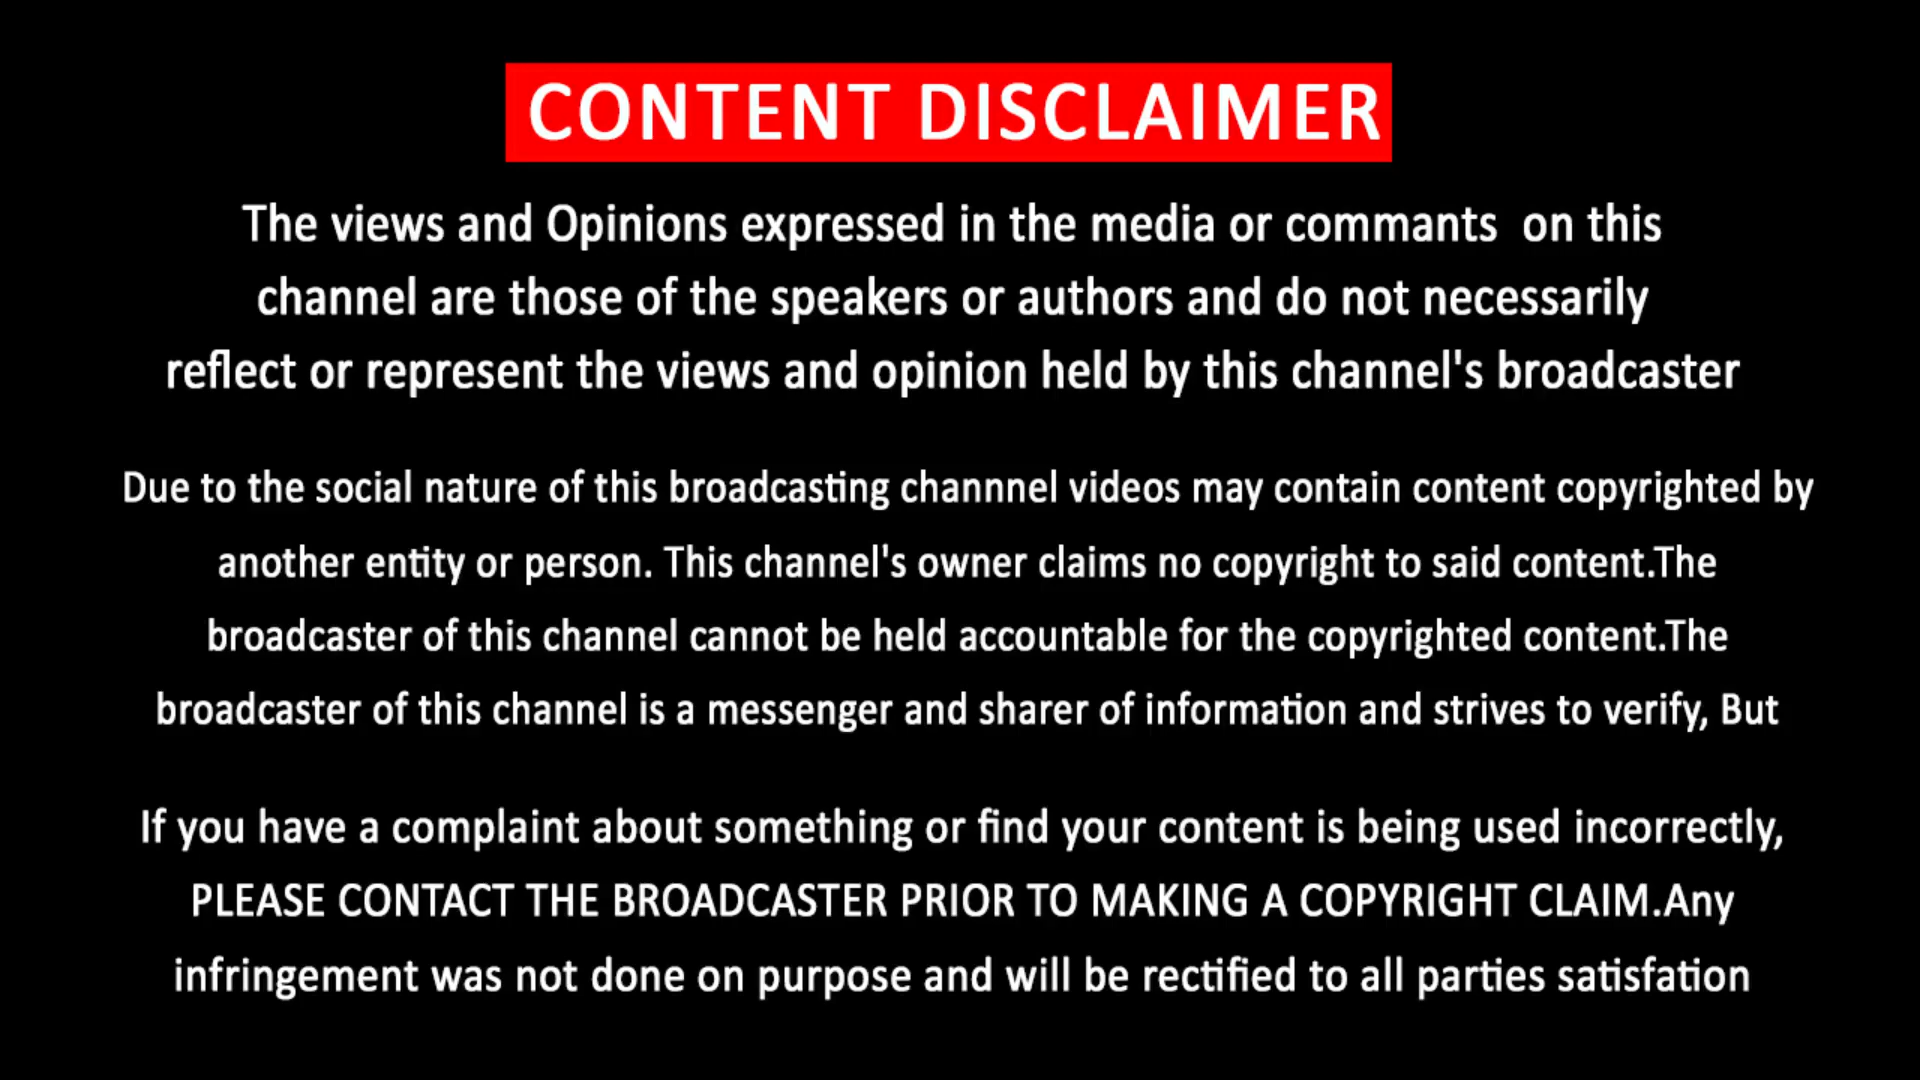 CONTENT DISCLAIMER
The views and Opinions expressed in the media or commants on this
channel are those of the speakers or authors and do not necessarily
reflect or represent the views and opinion held by this channel's broadcaster
Due to the social nature of this broadcasting channnel videos may contain content copyrighted by
another entity or person. This channel's owner claims no copyright to said content.The
broadcaster of this channel cannot be held accountable for the copyrighted content.The
broadcaster of this channel is a messenger and sharer of information and strives to verify, But
If you have a complaint about something or find your content is being used incorrectly,
PLEASE CONTACT THE BROADCASTER PRIOR TO MAKING A COPYRIGHT CLAIM.Any
infringement was not done on purpose and will be rectified to all parties satisfation